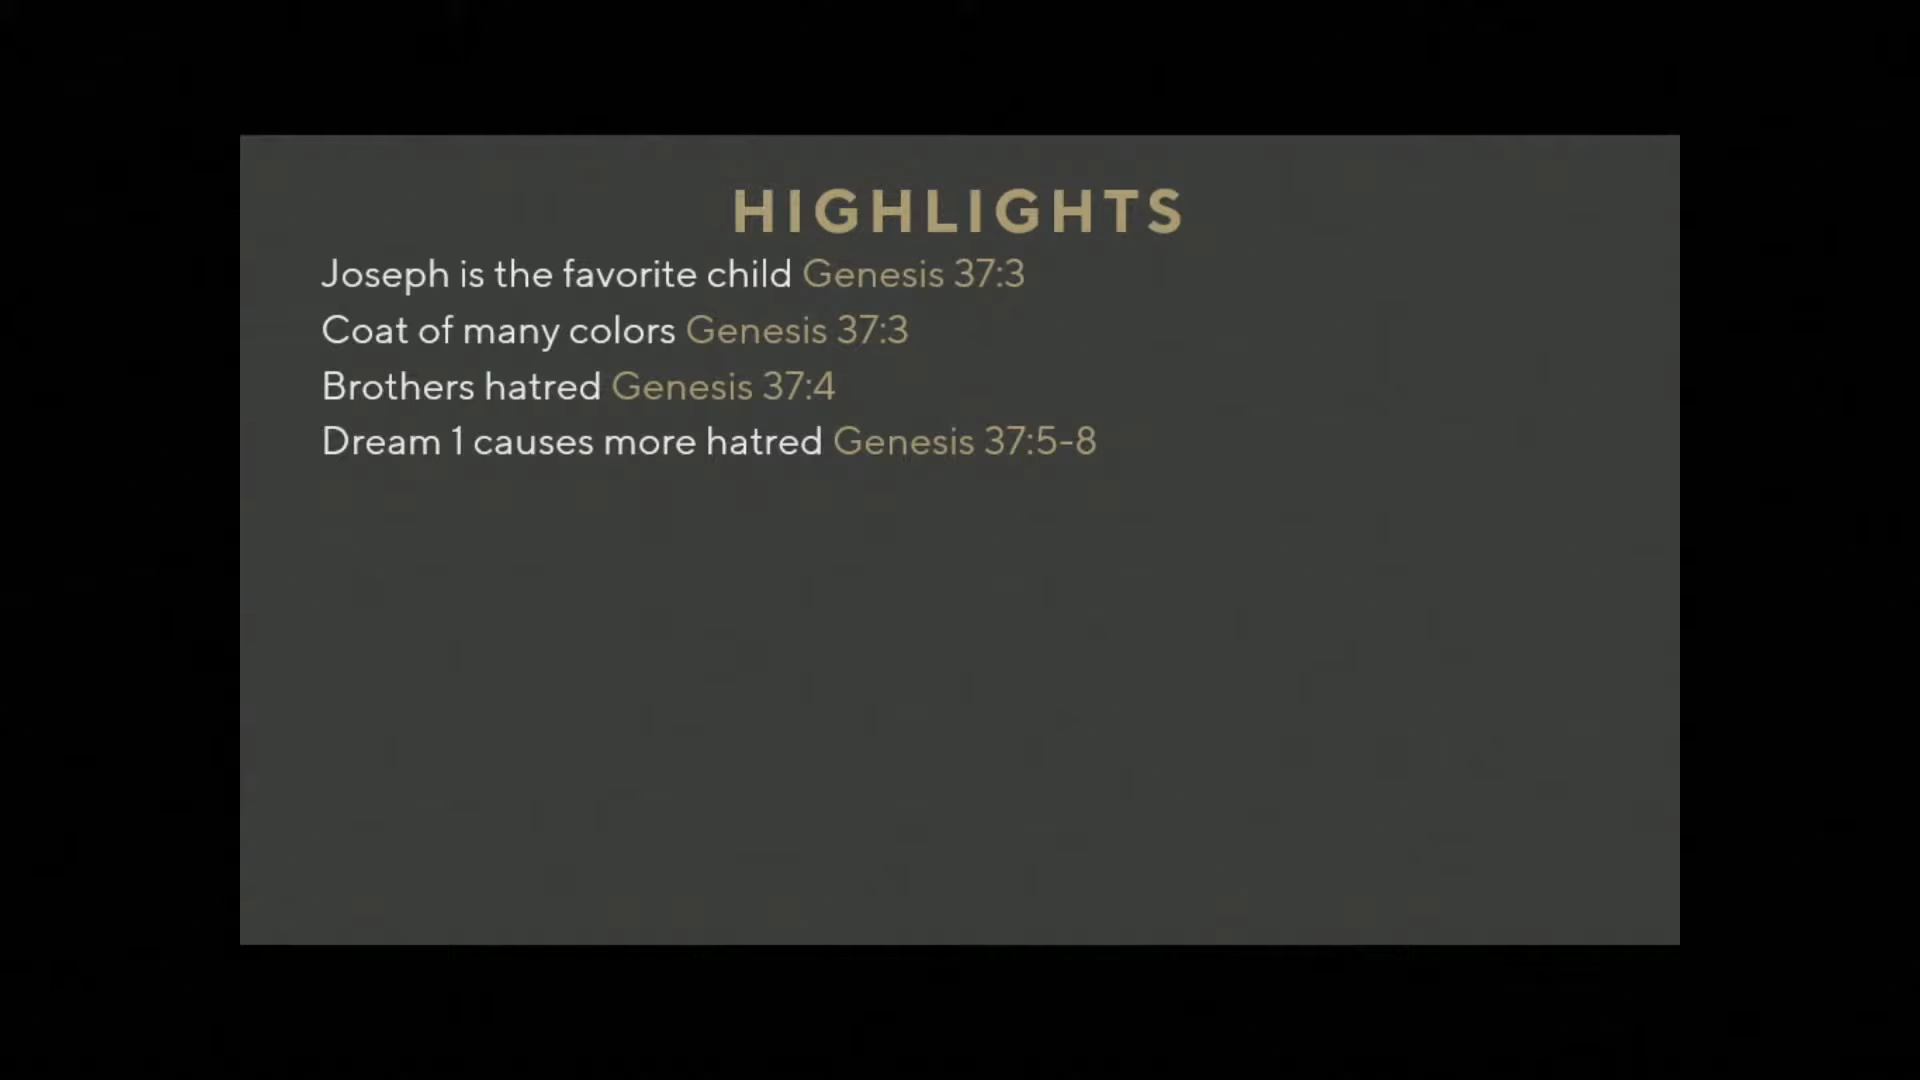 HIGHLIGHTS
Joseph is the favorite child Genesis 37:3
Coat of many colors Genesis 37:3
Brothers hatred Genesis 37:4
Dream 1 causes more hatred Genesis 37:5-8